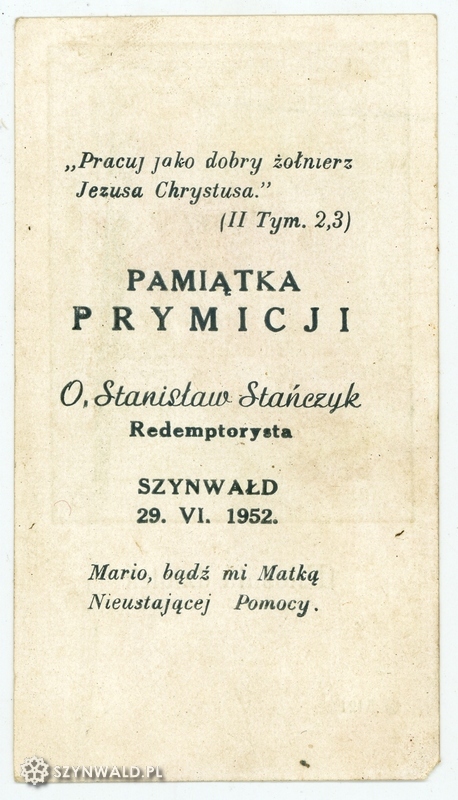 „Pracuj jako dobry żołnierz
Jezusa Chrystusa.”
(II Tym. 2,3)
PAMIĄTKA
PRYMICJI
O. Stanisław Stańczyk
Redemptorysta
SZYNWAŁD
29. VI. 1952.
Mario, bądź mi Matką
Nieustającej Pomocy.
SZYNWALD.PL